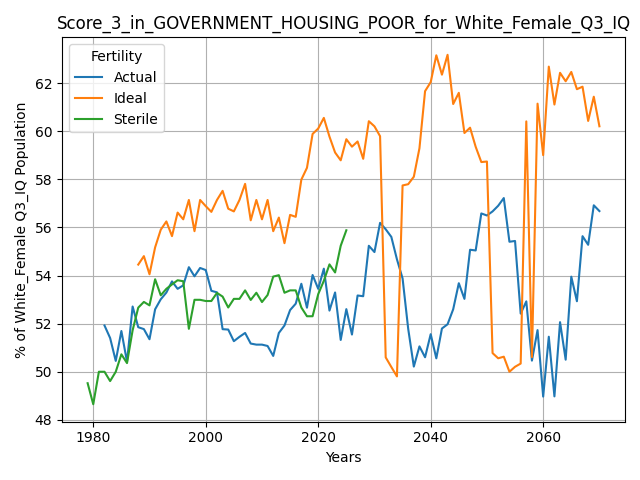 Score_3_in_GOVERNMENT_HOUSING_POOR_for_White_Female_Q3_IQ
Fertility
Actual
Ideal
Sterile
% of White_Female Q3_IQ Population
62
60
58
56
54
52
50
48
1980
2000
2020
2040
2060
Years